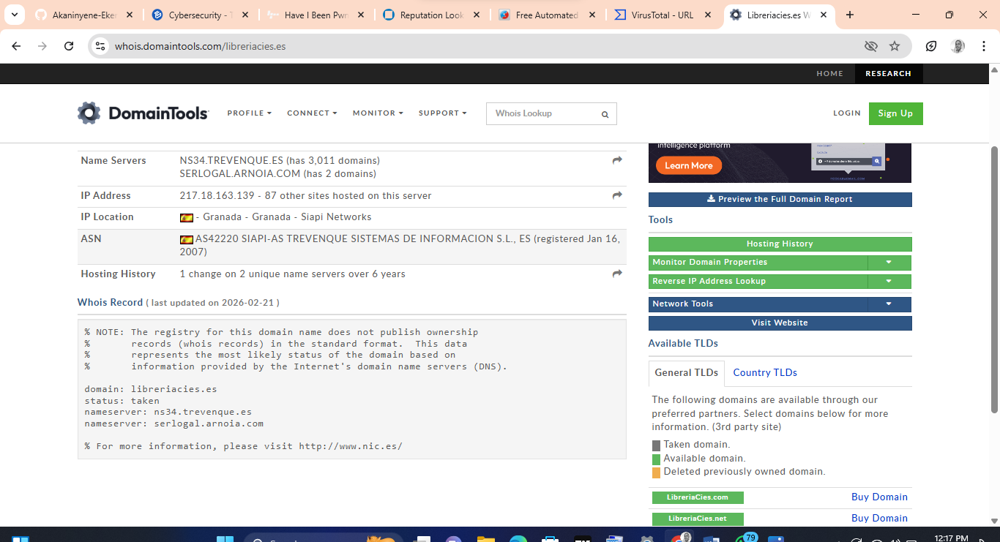 Akaninyene-Eker
Cybersecurity - T
Have I Been Pwn
Reputation Look
Free Automated
VirusTotal - URL
Libreriacies.es W
whois.domaintools.com/libreriacies.es
HOME
RESEARCH
DomainTools
PROFILE
CONNECT
MONITOR
SUPPORT
Whois Lookup
LOGIN
Sign Up
Name Servers
NS34.TREVENQUE.ES (has 3,011 domains)
SERLOGAL.ARNOIA.COM (has 2 domains)
IP Address
217.18.163.139 - 87 other sites hosted on this server
IP Location
- Granada - Granada - Siapi Networks
ASN
AS42220 SIAPI-AS TREVENQUE SISTEMAS DE INFORMACION S.L., ES (registered Jan 16,
2007)
Hosting History
1 change on 2 unique name servers over 6 years
Whois Record ( last updated on 2026-02-21 )
% NOTE: The registry for this domain name does not publish ownership
% records (whois records) in the standard format. This data
% represents the most likely status of the domain based on
% information provided by the Internet's domain name servers (DNS).
domain: libreriacies.es
status: taken
nameserver: ns34.trevenque.es
nameserver: serlogal.arnoia.com
% For more information, please visit http://www.nic.es/
intelligence platform
Learn More
Preview the Full Domain Report
Tools
Hosting History
Monitor Domain Properties
Reverse IP Address Lookup
Network Tools
Visit Website
Available TLDs
General TLDs
Country TLDs
The following domains are available through our
preferred partners. Select domains below for more
information. (3rd party site)
Taken domain.
Available domain.
Deleted previously owned domain.
LibreriaCies.com
Buy Domain
LibreriaCies.net
Buy Domain
79
12:17 PM